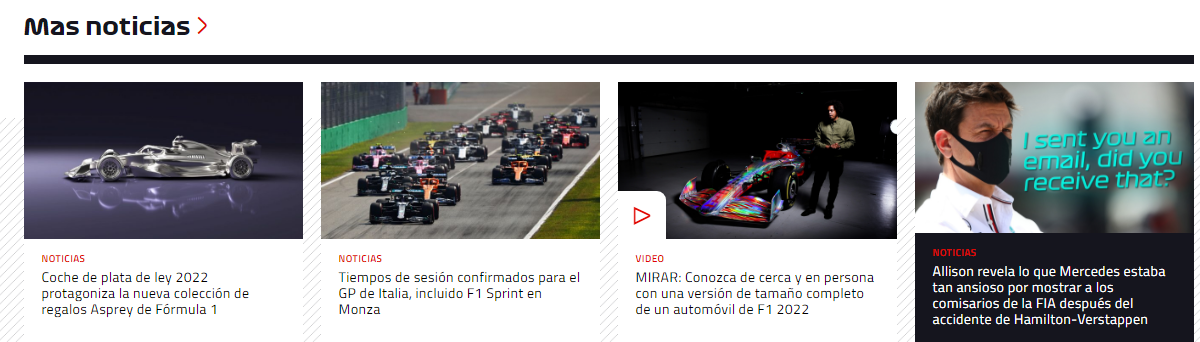 Mas noticias
I sent you an
email, did you
receive that?
NOTICIAS
Coche de plata de ley 2022
protagoniza la nueva colección de
regalos Asprey de Fórmula 1
NOTICIAS
Tiempos de sesión confirmados para el
GP de Italia, incluido F1 Sprint en
Monza
VIDEO
MIRAR: Conozca de cerca y en persona
con una versión de tamaño completo
de un automóvil de F1 2022
NOTICIAS
Allison revela lo que Mercedes estaba
tan ansioso por mostrar a los
comisarios de la FIA después del
accidente de Hamilton-Verstappen